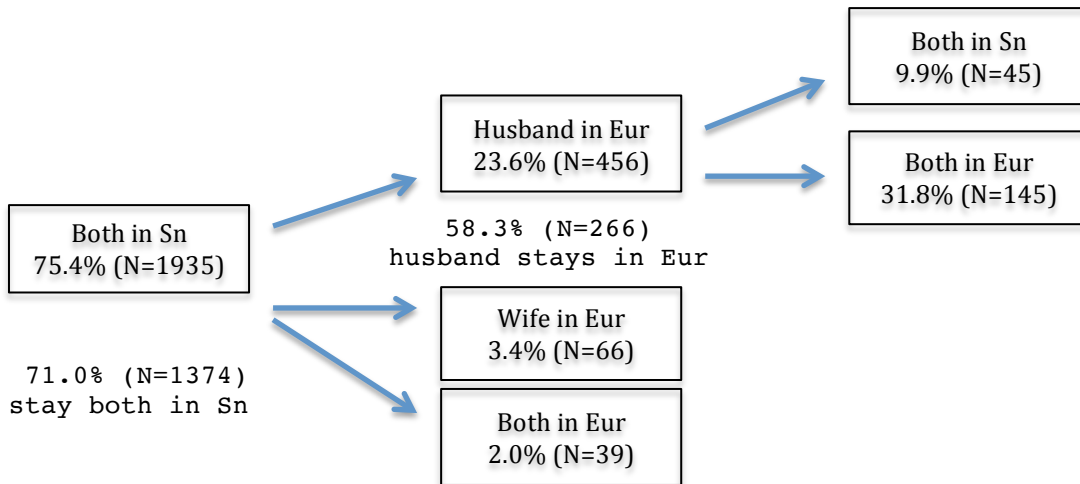 Both in Sn
9.9% (N=45)
Husband in Eur
23.6% (N=456)
Both in Eur
31.8% (N=145)
Both in Sn
75.4% (N=1935)
58.3% (N=266)
husband stays in Eur
Wife in Eur
3.4% (N=66)
71.0% (N=1374)
stay both in Sn
Both in Eur
2.0% (N=39)